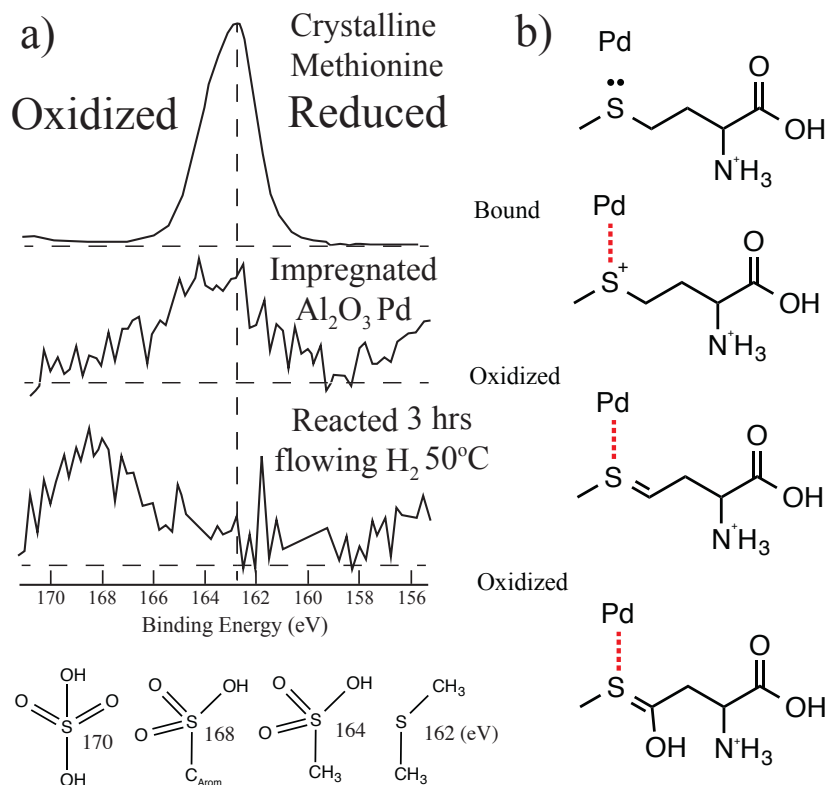 a)
Crystalline
Methionine
Oxidized Reduced
Impregnated
Al₂O₃ Pd
Reacted 3 hrs
flowing H₂ 50°C
170 168 166 164 162 160 158 156
Binding Energy (eV)
OH
O O
S
170
OH
O OH
S
O 168
C_Arom
O OH
S
O 164
CH₃
CH₃
S
162 (eV)
CH₃
b)
Pd
S
O
OH
N⁺H₃
Bound
Pd
S⁺
O
OH
N⁺H₃
Oxidized
Pd
S
O
OH
N⁺H₃
Oxidized
Pd
S
O
OH
OH N⁺H₃